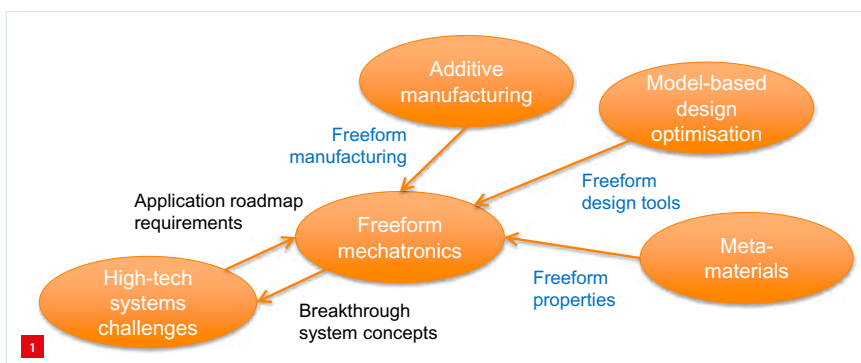 Additive
manufacturing
Model-based
design
optimisation
Freeform
manufacturing
Application roadmap
requirements
Freeform
design tools
Freeform
mechatronics
Meta-
materials
High-tech
systems
challenges
Freeform
properties
Breakthrough
system concepts
1